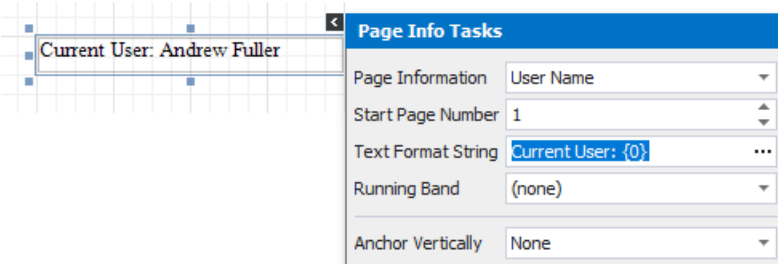 Current User: Andrew Fuller
Page Info Tasks
Page Information User Name
Start Page Number 1
Text Format String Current User: {0} ...
Running Band (none)
Anchor Vertically None